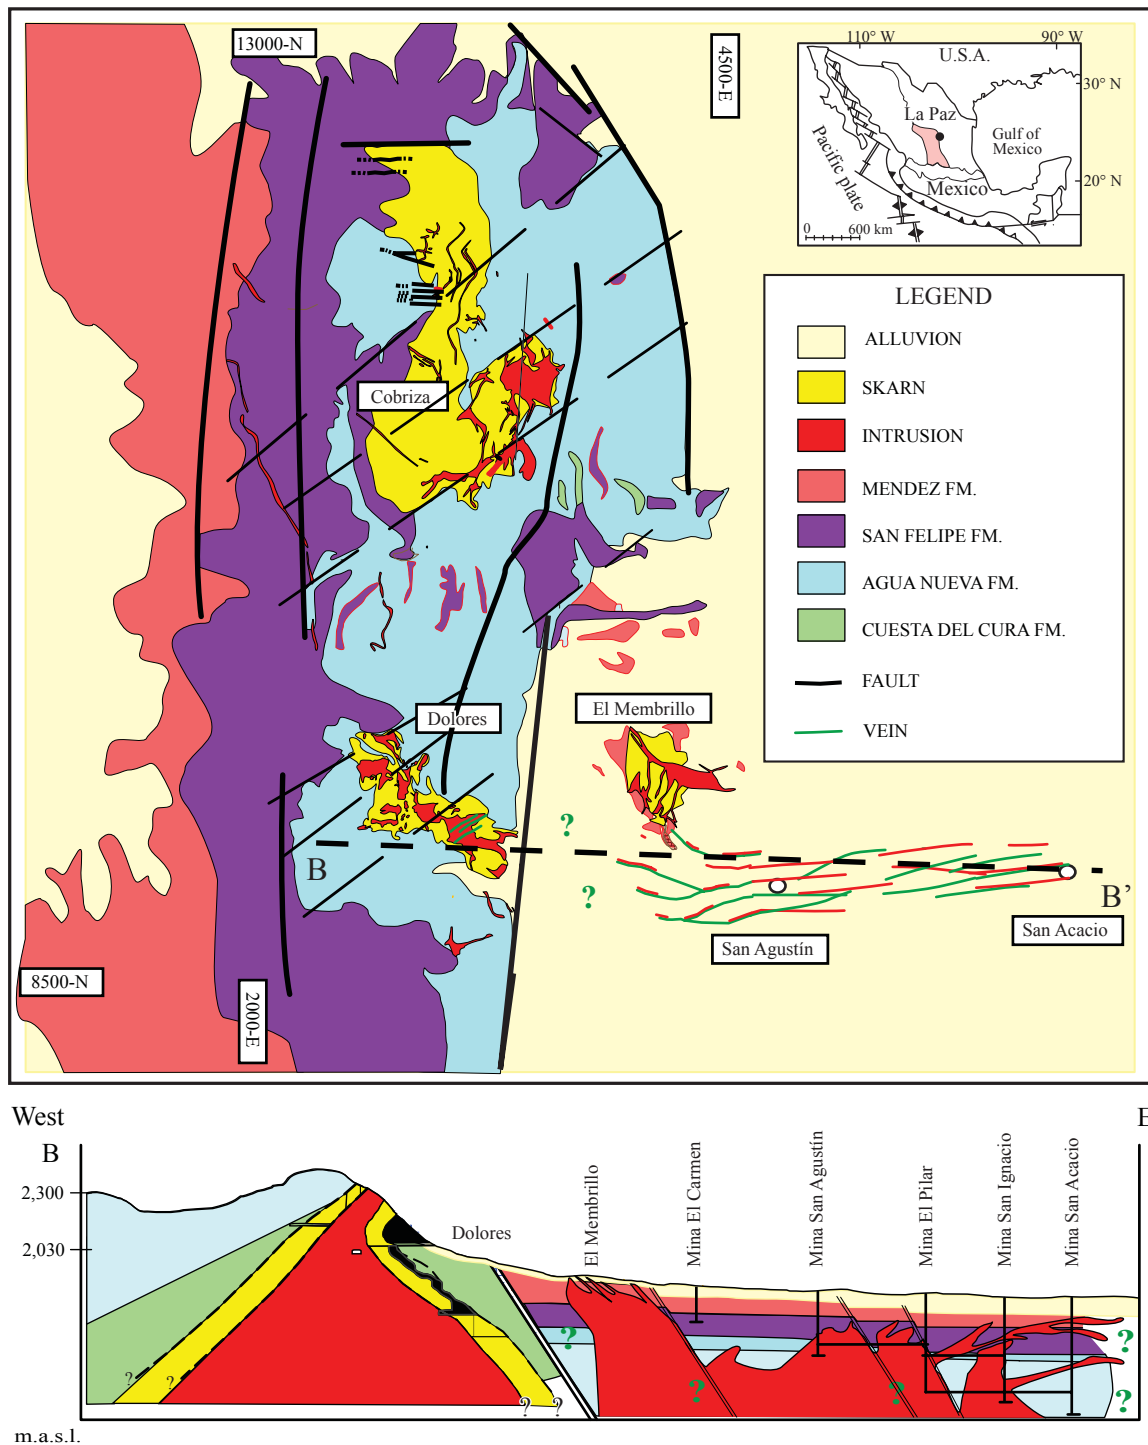 13000-N
4500-E
110° W
90° W
U.S.A.
30° N
La Paz
Gulf of
Mexico
Pacific plate
20° N
Mexico
0
600 km
LEGEND
ALLUVION
SKARN
INTRUSION
MENDEZ FM.
SAN FELIPE FM.
AGUA NUEVA FM.
CUESTA DEL CURA FM.
FAULT
VEIN
Cobriza
Dolores
El Membrillo
?
B
?
B’
San Agustín
San Acacio
8500-N
2000-E
West
E
B
2,300
2,030
Dolores
El Membrillo
Mina El Carmen
Mina San Agustín
Mina El Pilar
Mina San Ignacio
Mina San Acacio
?
?
?
?
?
?
?
?
?
m.a.s.l.